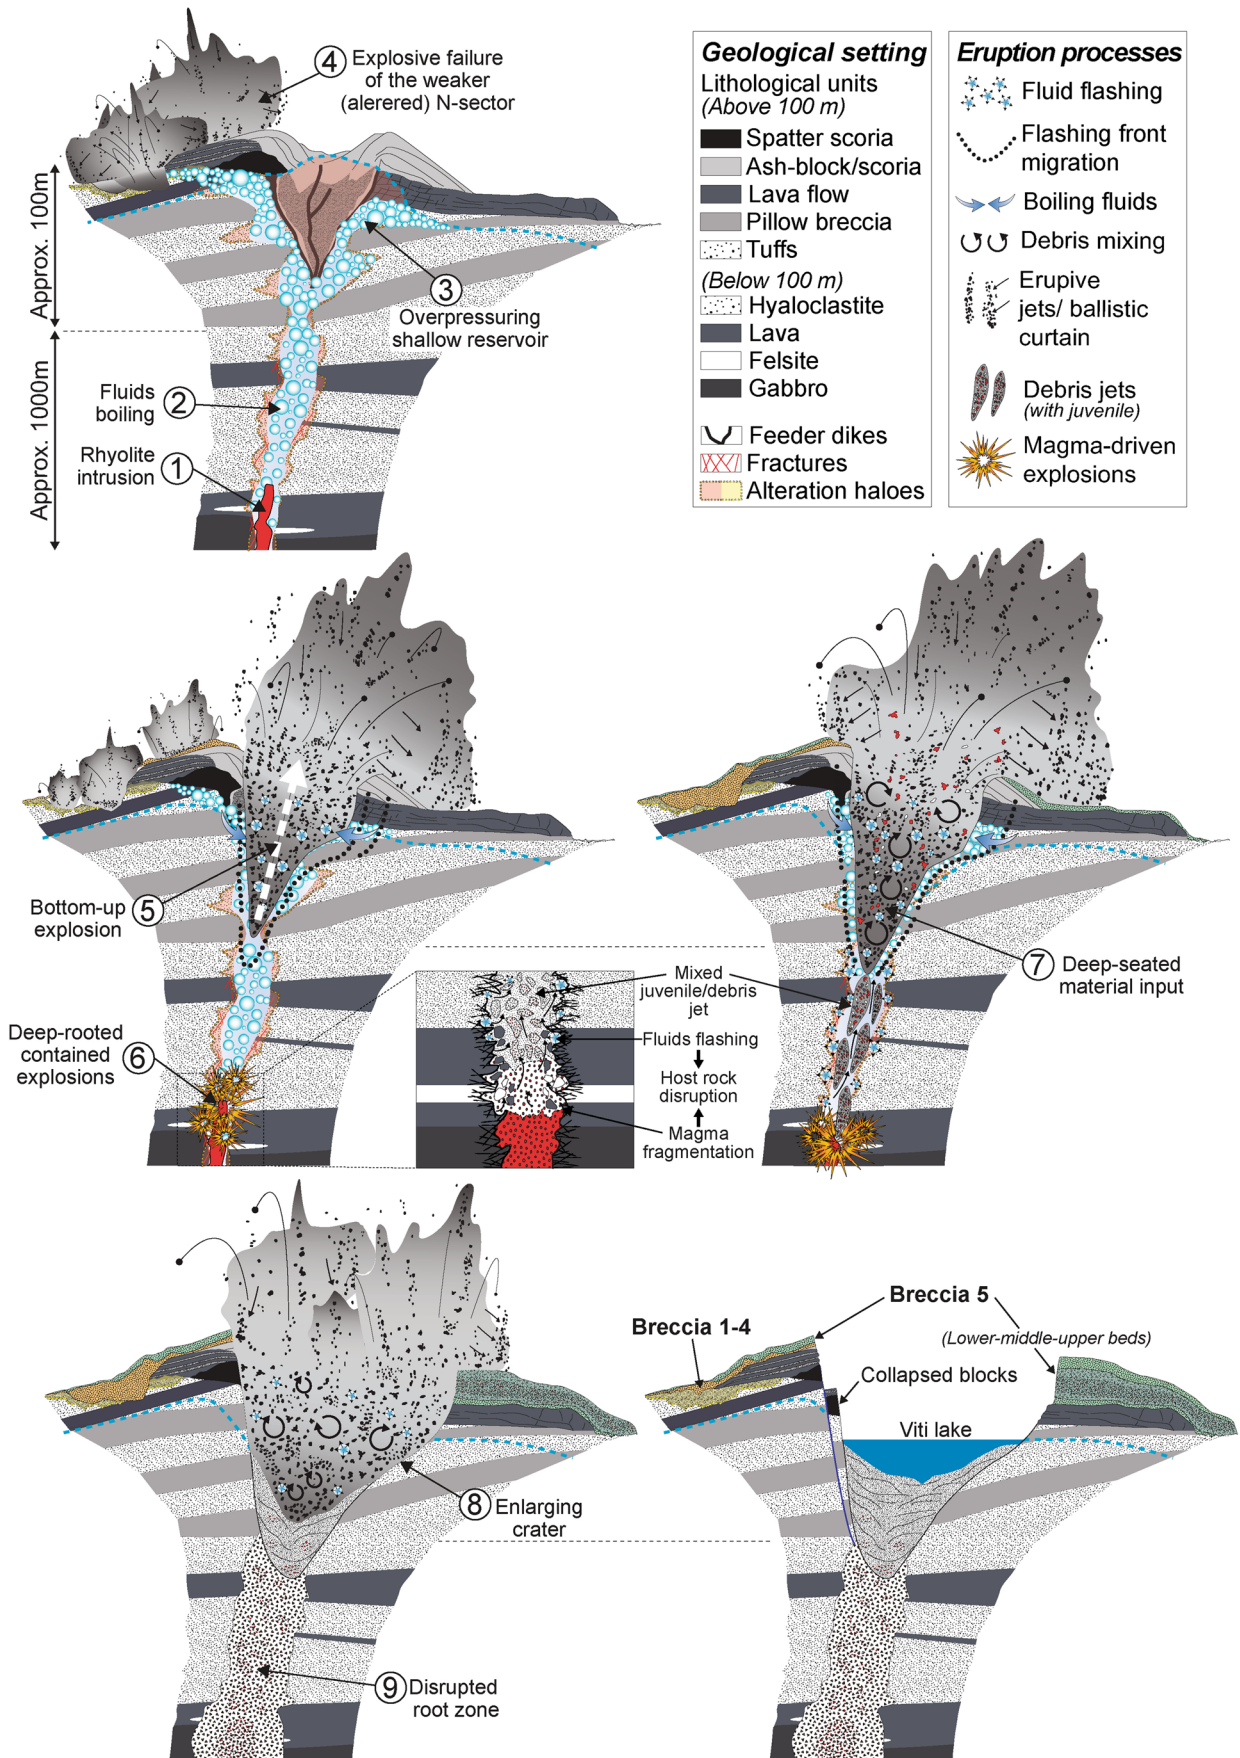 4 Explosive failure
of the weaker
(alerered) N-sector
Approx. 100m
3
Overpressuring
shallow reservoir
Approx. 1000m
Fluids
boiling 2
Rhyolite
intrusion 1
Geological setting
Lithological units
(Above 100 m)
Spatter scoria
Ash-block/scoria
Lava flow
Pillow breccia
Tuffs
(Below 100 m)
Hyaloclastite
Lava
Felsite
Gabbro
Feeder dikes
Fractures
Alteration haloes
Eruption processes
Fluid flashing
Flashing front
migration
Boiling fluids
Debris mixing
Erupive
jets/ ballistic
curtain
Debris jets
(with juvenile)
Magma-driven
explosions
5
Bottom-up
explosion
Deep-rooted
contained 6
explosions
Mixed
juvenile/debris
jet
Fluids flashing
Host rock
disruption
Magma
fragmentation
7 Deep-seated
material input
8 Enlarging
crater
9 Disrupted
root zone
Breccia 5
Breccia 1-4
(Lower-middle-upper beds)
Collapsed blocks
Viti lake